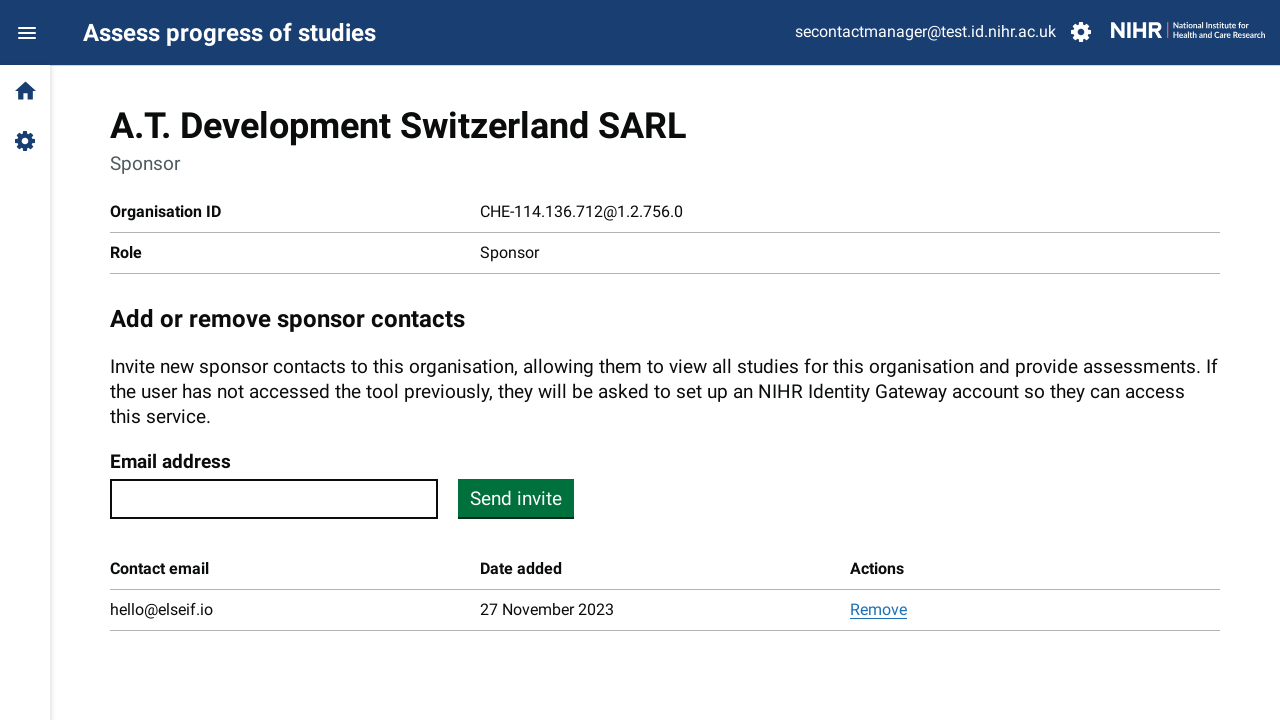 Assess progress of studies
secontactmanager@test.id.nihr.ac.uk
NIHR | National Institute for
Health and Care Research
A.T. Development Switzerland SARL
Sponsor
Organisation ID CHE-114.136.712@1.2.756.0
Role Sponsor
Add or remove sponsor contacts
Invite new sponsor contacts to this organisation, allowing them to view all studies for this organisation and provide assessments. If
the user has not accessed the tool previously, they will be asked to set up an NIHR Identity Gateway account so they can access
this service.
Email address
Send invite
Contact email Date added Actions
hello@elseif.io 27 November 2023 Remove